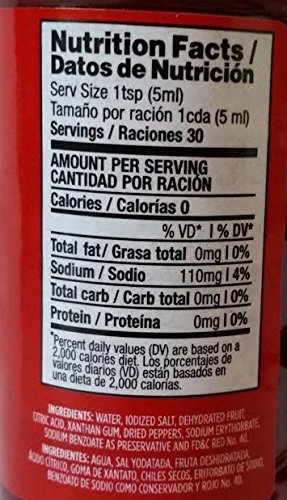 Nutrition Facts /
Datos de Nutrición
Serv Size 1tsp (5ml)
Tamaño por ración 1cda (5 ml)
Servings / Raciones 30
AMOUNT PER SERVING
CANTIDAD POR RACIÓN
Calories / Calorías 0
% VD* | % DV*
Total fat / Grasa total 0mg | 0%
Sodium / Sodio 110mg | 4%
Total carb / Carb total 0mg | 0%
Protein / Proteína 0mg | 0%
*Percent daily values (DV) are based on a
2,000 calories diet. Los porcentajes de
valores diarios (VD) están basados en
una dieta de 2,000 calorías.
INGREDIENTS: WATER, IODIZED SALT, DEHYDRATED FRUIT,
CITRIC ACID, XANTHAN GUM, DRIED PEPPERS, SODIUM ERYTHORBATE,
SODIUM BENZOATE AS PRESERVATIVE AND FD&C RED No. 40.
INGREDIENTES: AGUA, SAL YODATADA, FRUTA DESHIDRATADA,
ÁCIDO CÍTRICO, GOMA DE XANTATO, CHILES SECOS, ERITORBATO DE SODIO,
BENZOATO DE SODIO COMO CONSERVADOR Y ROJO No. 40.